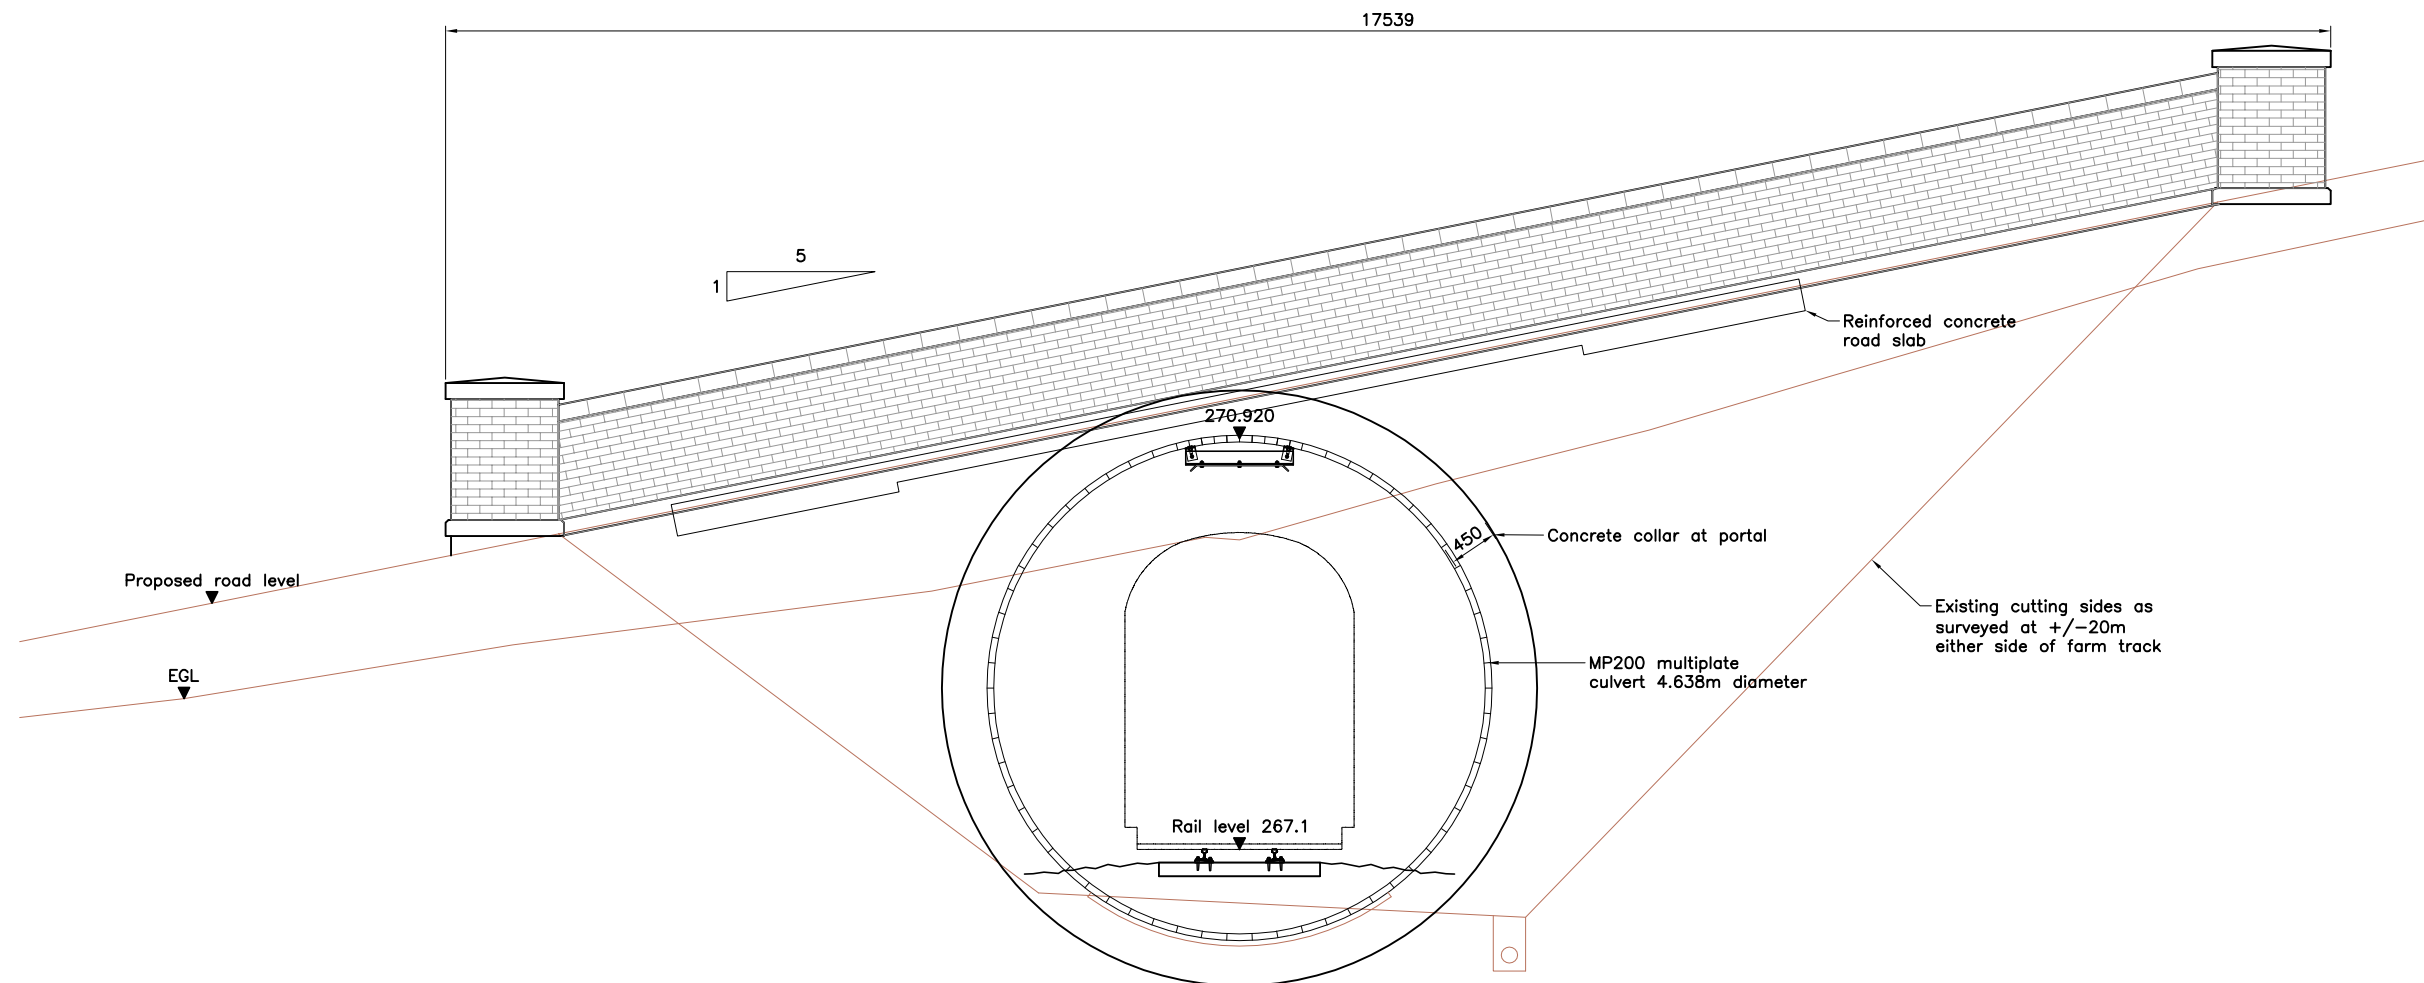 17539
5
1
Reinforced concrete
road slab
270.920
450
Concrete collar at portal
Proposed road level
Existing cutting sides as
surveyed at +/-20m
either side of farm track
EGL
MP200 multiplate
culvert 4.638m diameter
Rail level 267.1